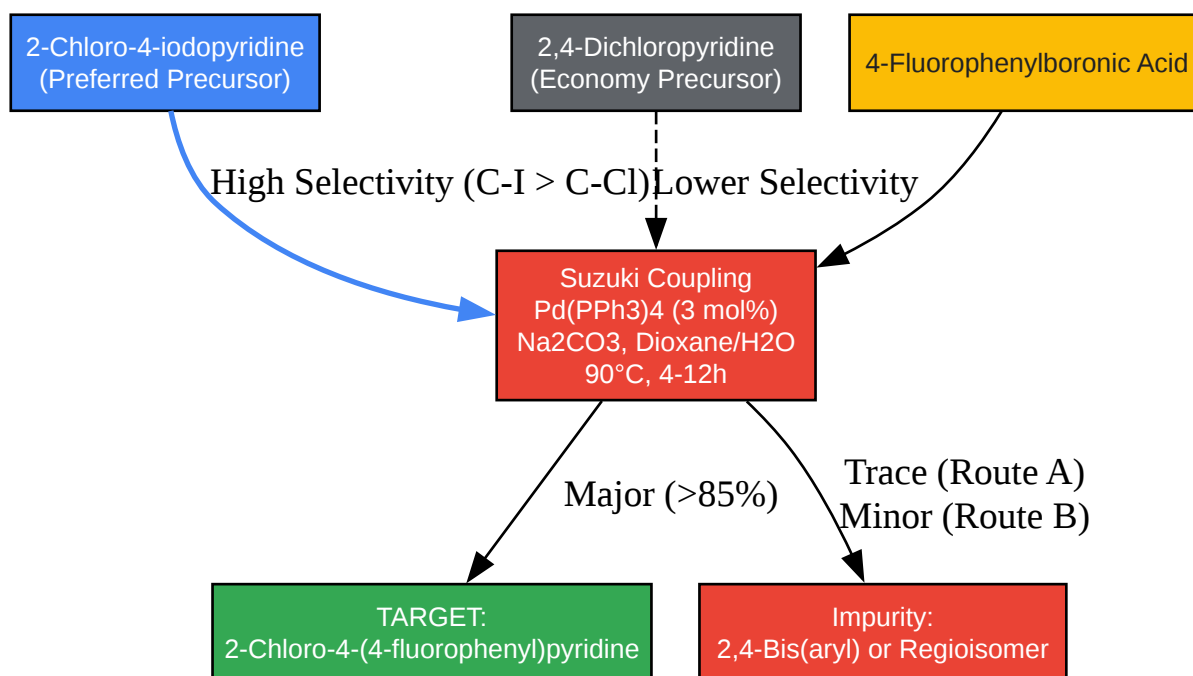 2-Chloro-4-iodopyridine
(Preferred Precursor)
2,4-Dichloropyridine
(Economy Precursor)
4-Fluorophenylboronic Acid
High Selectivity (C-I > C-Cl)
Lower Selectivity
Suzuki Coupling
Pd(PPh3)4 (3 mol%)
Na2CO3, Dioxane/H2O
90°C, 4-12h
Major (>85%)
Trace (Route A)
Minor (Route B)
TARGET:
2-Chloro-4-(4-fluorophenyl)pyridine
Impurity:
2,4-Bis(aryl) or Regioisomer